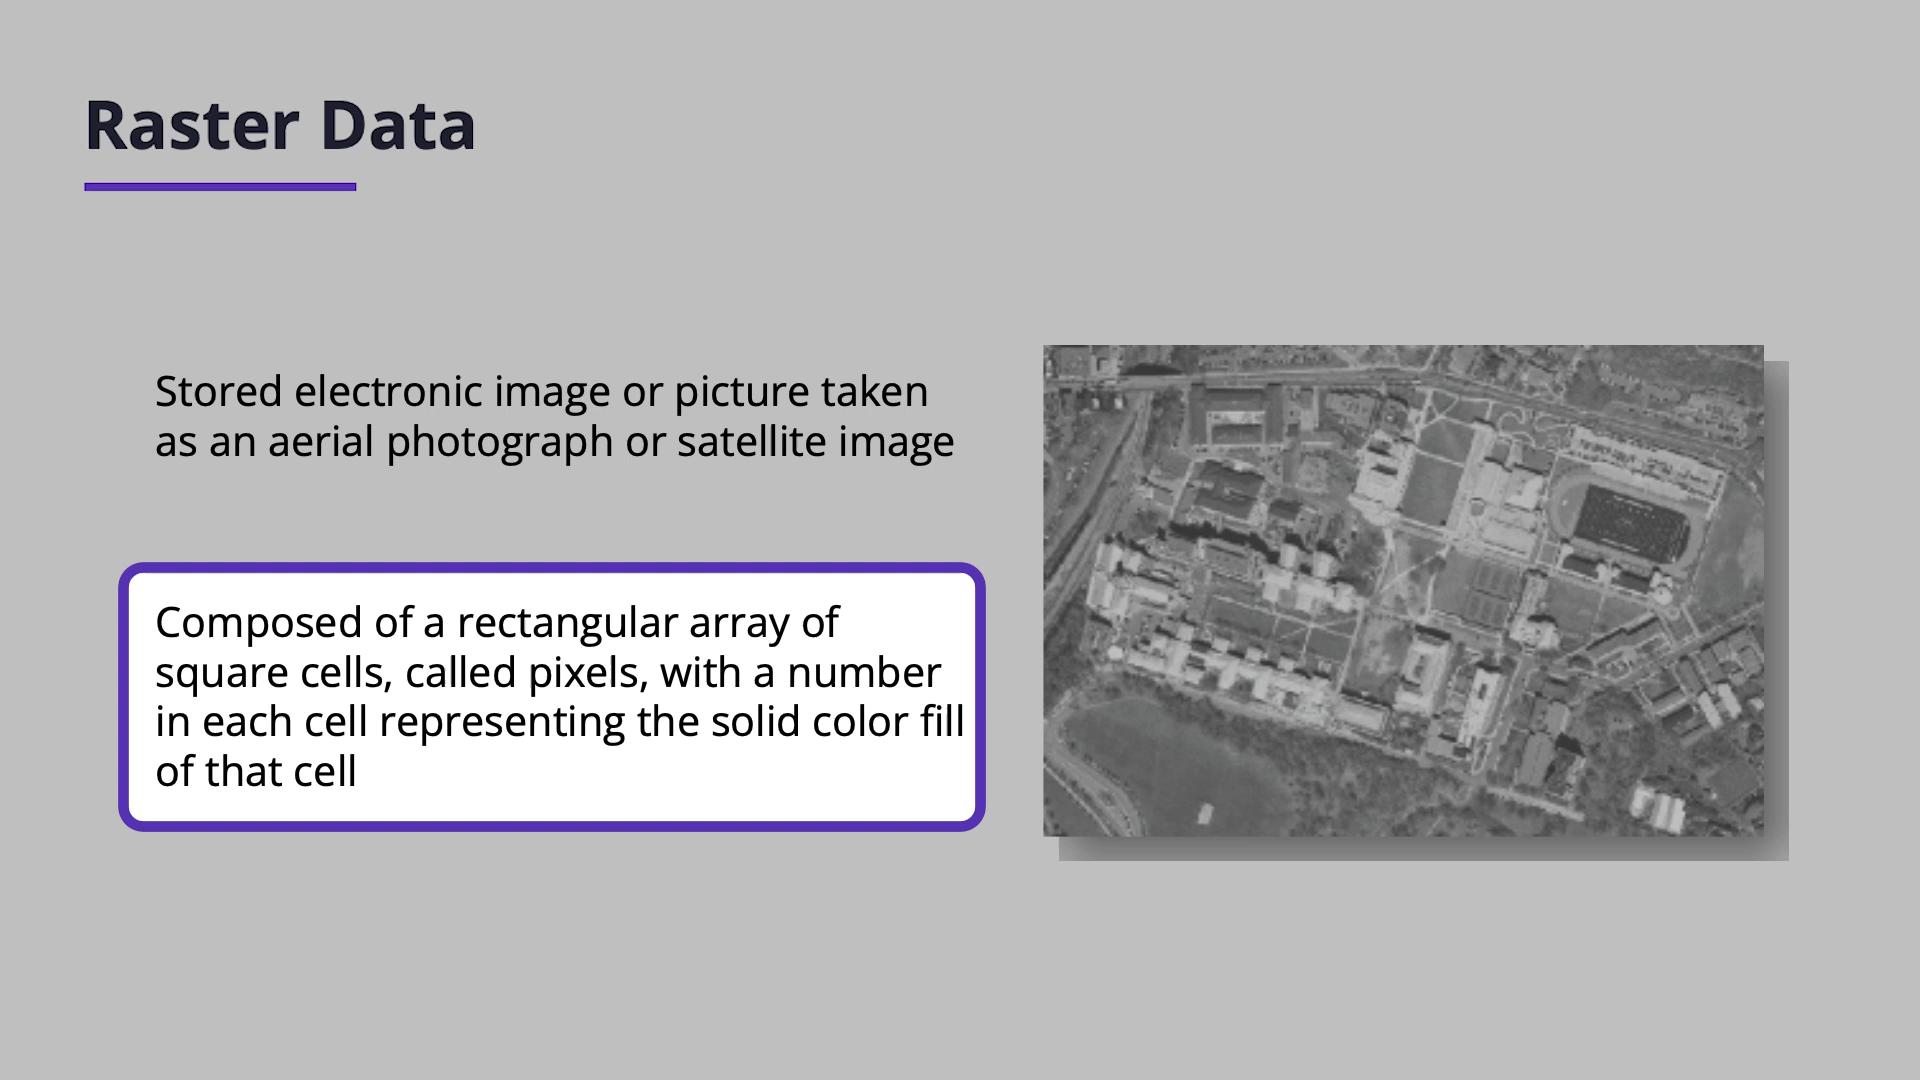 Raster Data
Stored electronic image or picture taken
as an aerial photograph or satellite image
Composed of a rectangular array of
square cells, called pixels, with a number
in each cell representing the solid color fill
of that cell